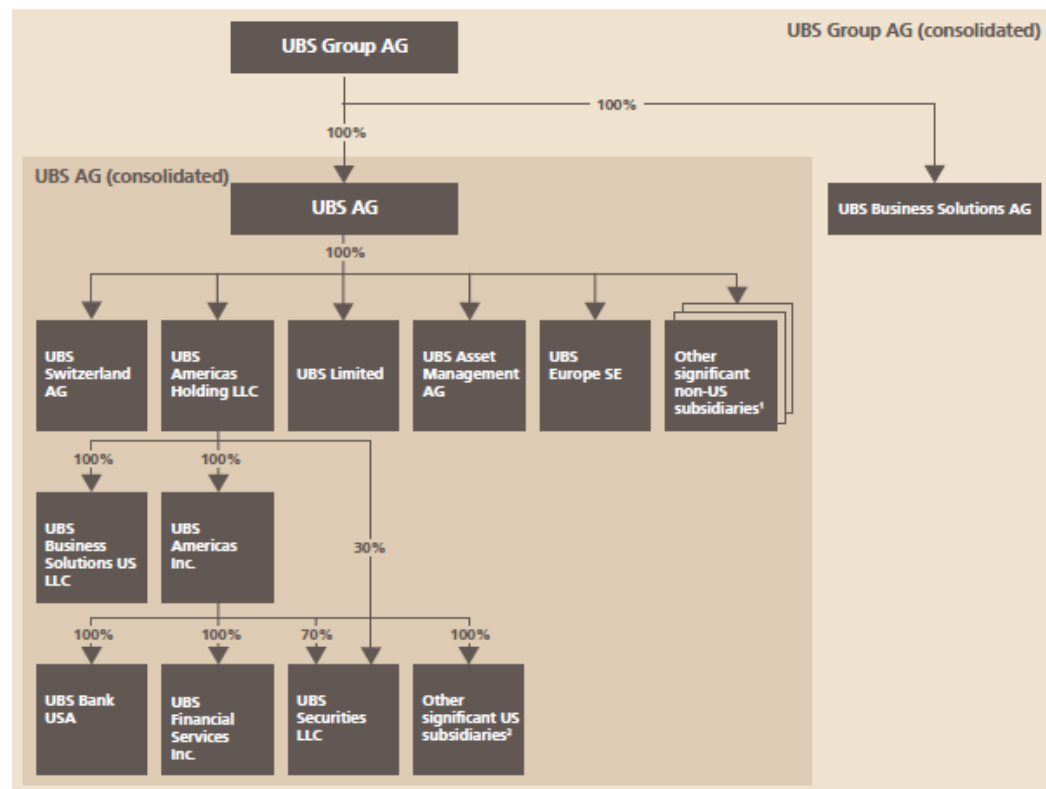 UBS Group AG (consolidated)
UBS Group AG
100%
100%
UBS AG (consolidated)
UBS AG
UBS Business Solutions AG
100%
UBS
Switzerland
AG
UBS
Americas
Holding LLC
UBS Limited
UBS Asset
Management
AG
UBS
Europe SE
Other
significant
non-US
subsidiaries¹
100%
100%
UBS
Business
Solutions US
LLC
UBS
Americas
Inc.
30%
100%
100%
70%
100%
UBS Bank
USA
UBS
Financial
Services
Inc.
UBS
Securities
LLC
Other
significant US
subsidiaries²